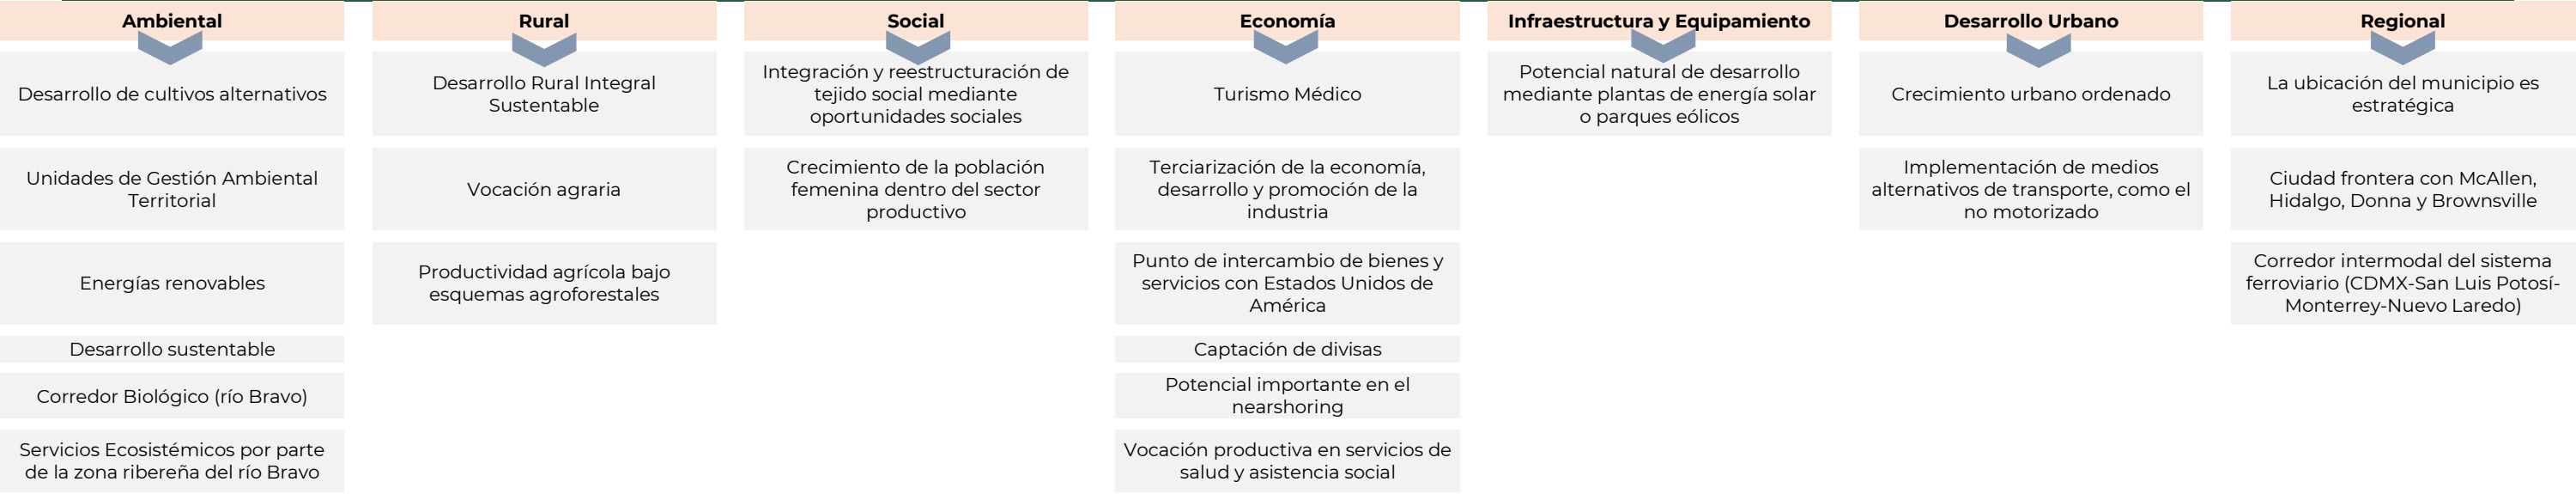 Ambiental
Desarrollo de cultivos alternativos
Unidades de Gestión Ambiental
Territorial
Energías renovables
Desarrollo sustentable
Corredor Biológico (río Bravo)
Servicios Ecosistémicos por parte
de la zona ribereña del río Bravo
Rural
Desarrollo Rural Integral
Sustentable
Vocación agraria
Productividad agrícola bajo
esquemas agroforestales
Social
Integración y reestructuración de
tejido social mediante
oportunidades sociales
Crecimiento de la población
femenina dentro del sector
productivo
Economía
Turismo Médico
Terciarización de la economía,
desarrollo y promoción de la
industria
Punto de intercambio de bienes y
servicios con Estados Unidos de
América
Captación de divisas
Potencial importante en el
nearshoring
Vocación productiva en servicios de
salud y asistencia social
Infraestructura y Equipamiento
Potencial natural de desarrollo
mediante plantas de energía solar
o parques eólicos
Desarrollo Urbano
Crecimiento urbano ordenado
Implementación de medios
alternativos de transporte, como el
no motorizado
Regional
La ubicación del municipio es
estratégica
Ciudad frontera con McAllen,
Hidalgo, Donna y Brownsville
Corredor intermodal del sistema
ferroviario (CDMX-San Luis Potosí-
Monterrey-Nuevo Laredo)